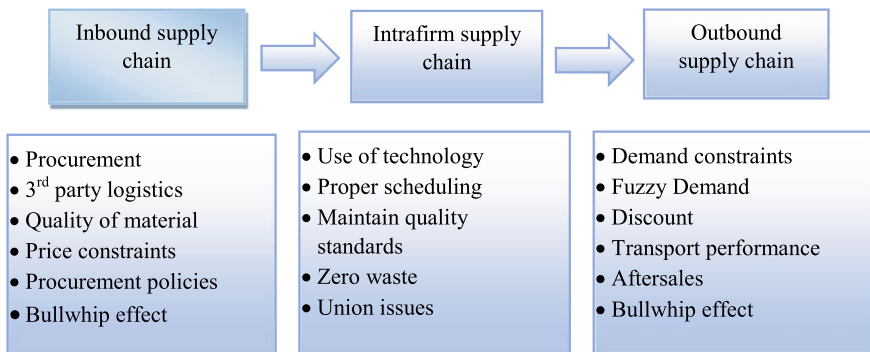 Inbound supply
chain
Intrafirm supply
chain
Outbound
supply chain
• Procurement
• 3rd party logistics
• Quality of material
• Price constraints
• Procurement policies
• Bullwhip effect
• Use of technology
• Proper scheduling
• Maintain quality
standards
• Zero waste
• Union issues
• Demand constraints
• Fuzzy Demand
• Discount
• Transport performance
• Aftersales
• Bullwhip effect